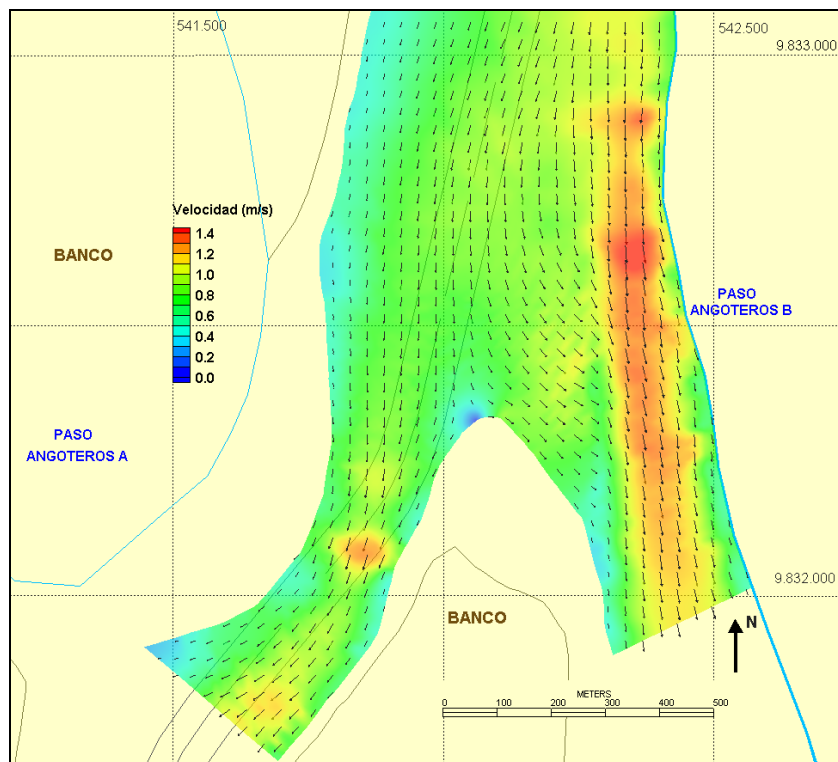 541.500
542.500
9.833.000
Velocidad (m/s)
1.4
1.2
1.0
0.8
0.6
0.4
0.2
0.0
BANCO
PASO
ANGOTEROS B
PASO
ANGOTEROS A
9.832.000
BANCO
N
METERS
0 100 200 300 400 500